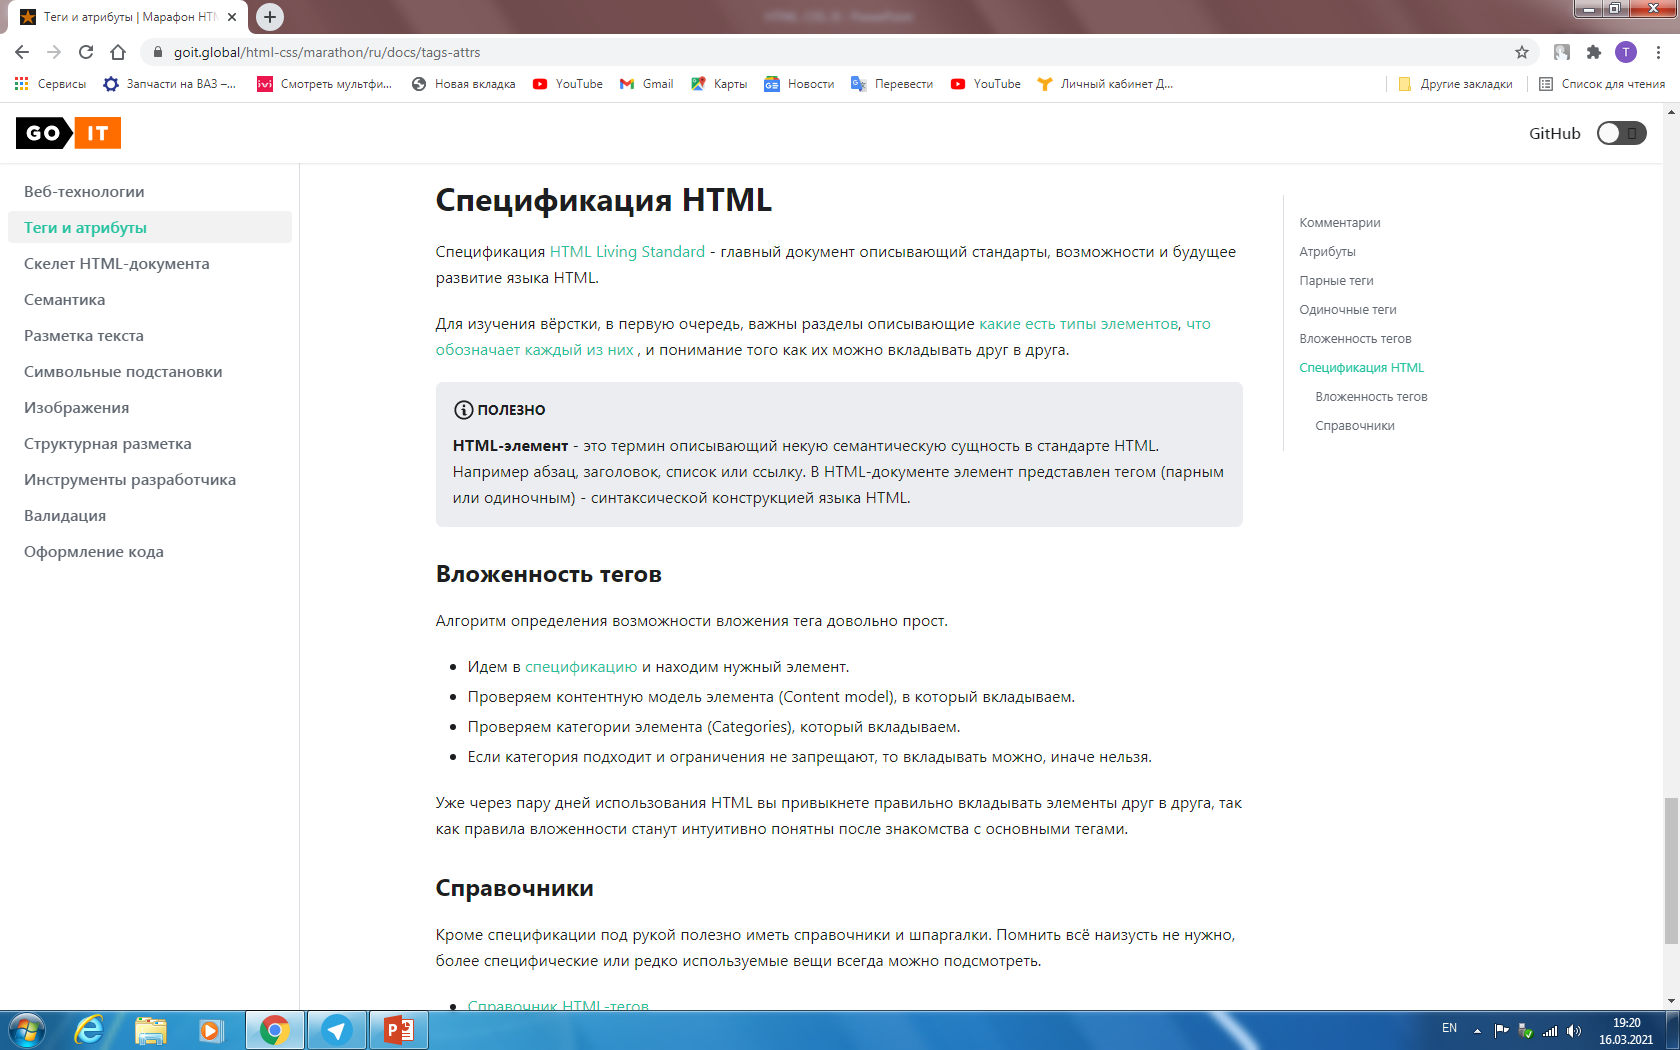 Теги и атрибуты | Марафон HTM
goit.global/html-css/marathon/ru/docs/tags-attrs
T
Сервисы
Запчасти на ВАЗ –...
ivi
Смотреть мультфи...
Новая вкладка
YouTube
Gmail
Карты
Новости
Перевести
YouTube
Личный кабинет Д...
Другие закладки
Список для чтения
GO IT
GitHub
Веб-технологии
Теги и атрибуты
Скелет HTML-документа
Семантика
Разметка текста
Символьные подстановки
Изображения
Структурная разметка
Инструменты разработчика
Валидация
Оформление кода
Спецификация HTML
Спецификация HTML Living Standard - главный документ описывающий стандарты, возможности и будущее
развитие языка HTML.
Для изучения вёрстки, в первую очередь, важны разделы описывающие какие есть типы элементов, что
обозначает каждый из них , и понимание того как их можно вкладывать друг в друга.
ПОЛЕЗНО
HTML-элемент - это термин описывающий некую семантическую сущность в стандарте HTML.
Например абзац, заголовок, список или ссылку. В HTML-документе элемент представлен тегом (парным
или одиночным) - синтаксической конструкцией языка HTML.
Вложенность тегов
Алгоритм определения возможности вложения тега довольно прост.
Идем в спецификацию и находим нужный элемент.
Проверяем контентную модель элемента (Content model), в который вкладываем.
Проверяем категории элемента (Categories), который вкладываем.
Если категория подходит и ограничения не запрещают, то вкладывать можно, иначе нельзя.
Уже через пару дней использования HTML вы привыкнете правильно вкладывать элементы друг в друга, так
как правила вложенности станут интуитивно понятны после знакомства с основными тегами.
Справочники
Кроме спецификации под рукой полезно иметь справочники и шпаргалки. Помнить всё наизусть не нужно,
более специфические или редко используемые вещи всегда можно подсмотреть.
Справочник HTML-тегов
Комментарии
Атрибуты
Парные теги
Одиночные теги
Вложенность тегов
Спецификация HTML
Вложенность тегов
Справочники
EN
19:20
16.03.2021